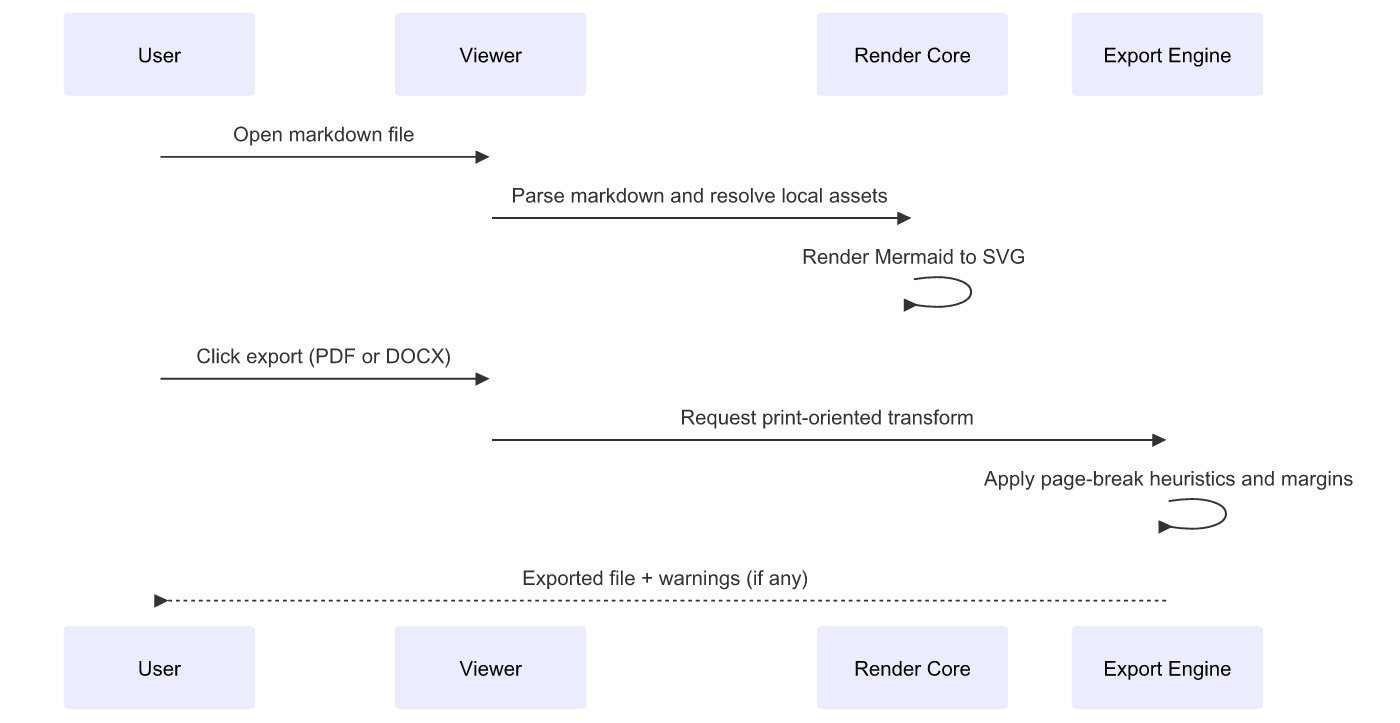 User
Viewer
Render Core
Export Engine
Open markdown file
Parse markdown and resolve local assets
Render Mermaid to SVG
Click export (PDF or DOCX)
Request print-oriented transform
Apply page-break heuristics and margins
Exported file + warnings (if any)
User
Viewer
Render Core
Export Engine